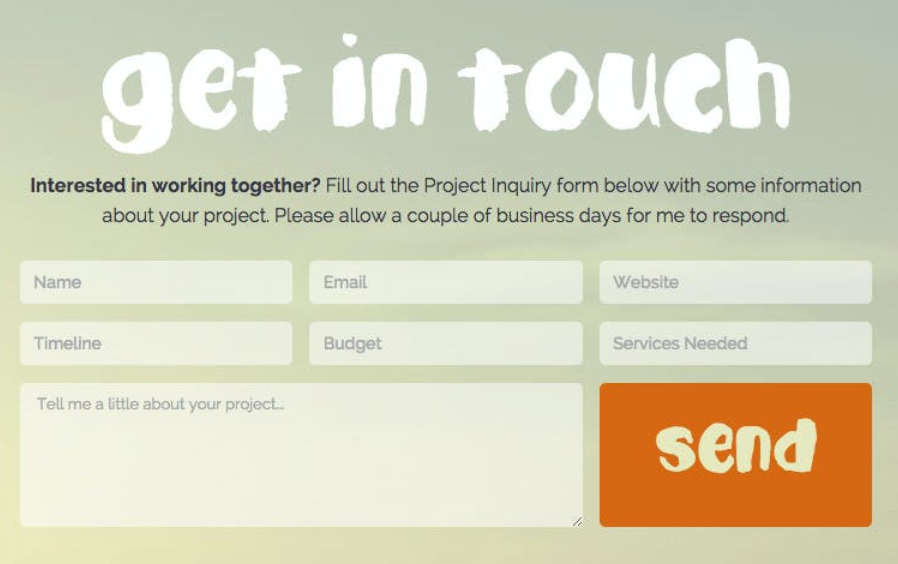 get in touch
Interested in working together? Fill out the Project Inquiry form below with some information
about your project. Please allow a couple of business days for me to respond.
Name Email Website
Timeline Budget Services Needed
Tell me a little about your project...
send